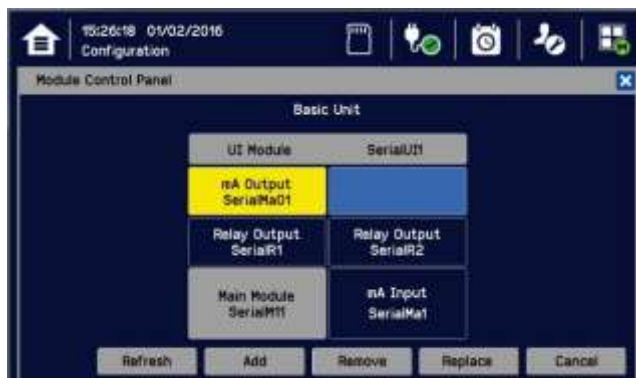 15:26:18 01/02/2016
Configuration
Module Control Panel
Basic Unit
UI Module SerialUI1
mA Output
SerialMaO1
Relay Output Relay Output
SerialR1 SerialR2
Main Module mA Input
SerialM11 SerialMa1
Refresh Add Remove Replace Cancel